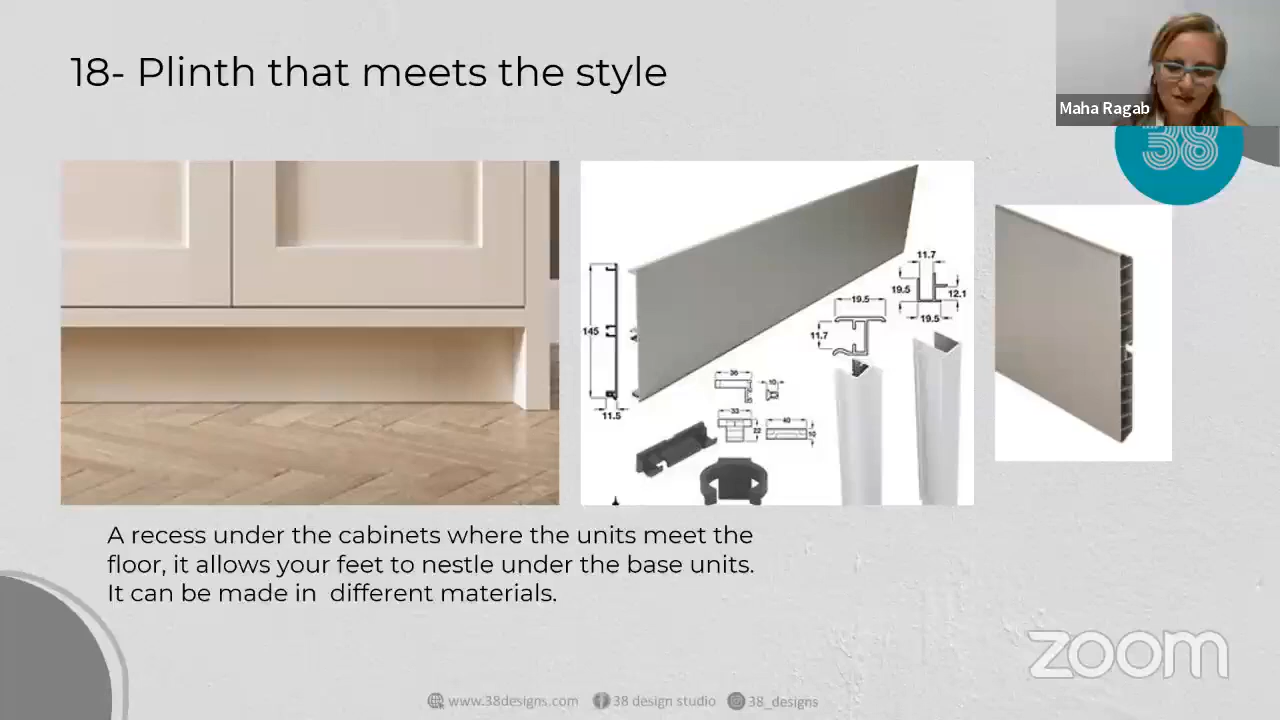 18- Plinth that meets the style
Maha Ragab
38
145
11.5
36
10
33
22
40
10
19.5
11.7
11.7
19.5
12.1
19.5
A recess under the cabinets where the units meet the
floor, it allows your feet to nestle under the base units.
It can be made in  different materials.
zoom
www.38designs.com
38 design studio
38_designs